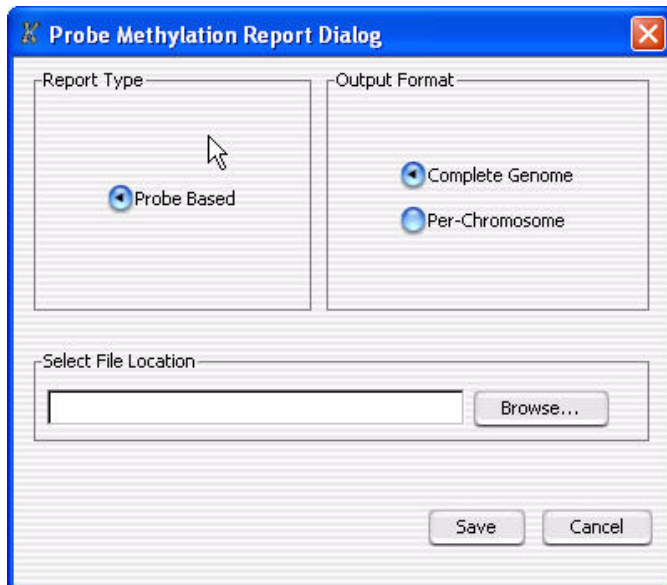 Probe Methylation Report Dialog
Report Type
Probe Based
Output Format
Complete Genome
Per-Chromosome
Select File Location
Browse...
Save
Cancel